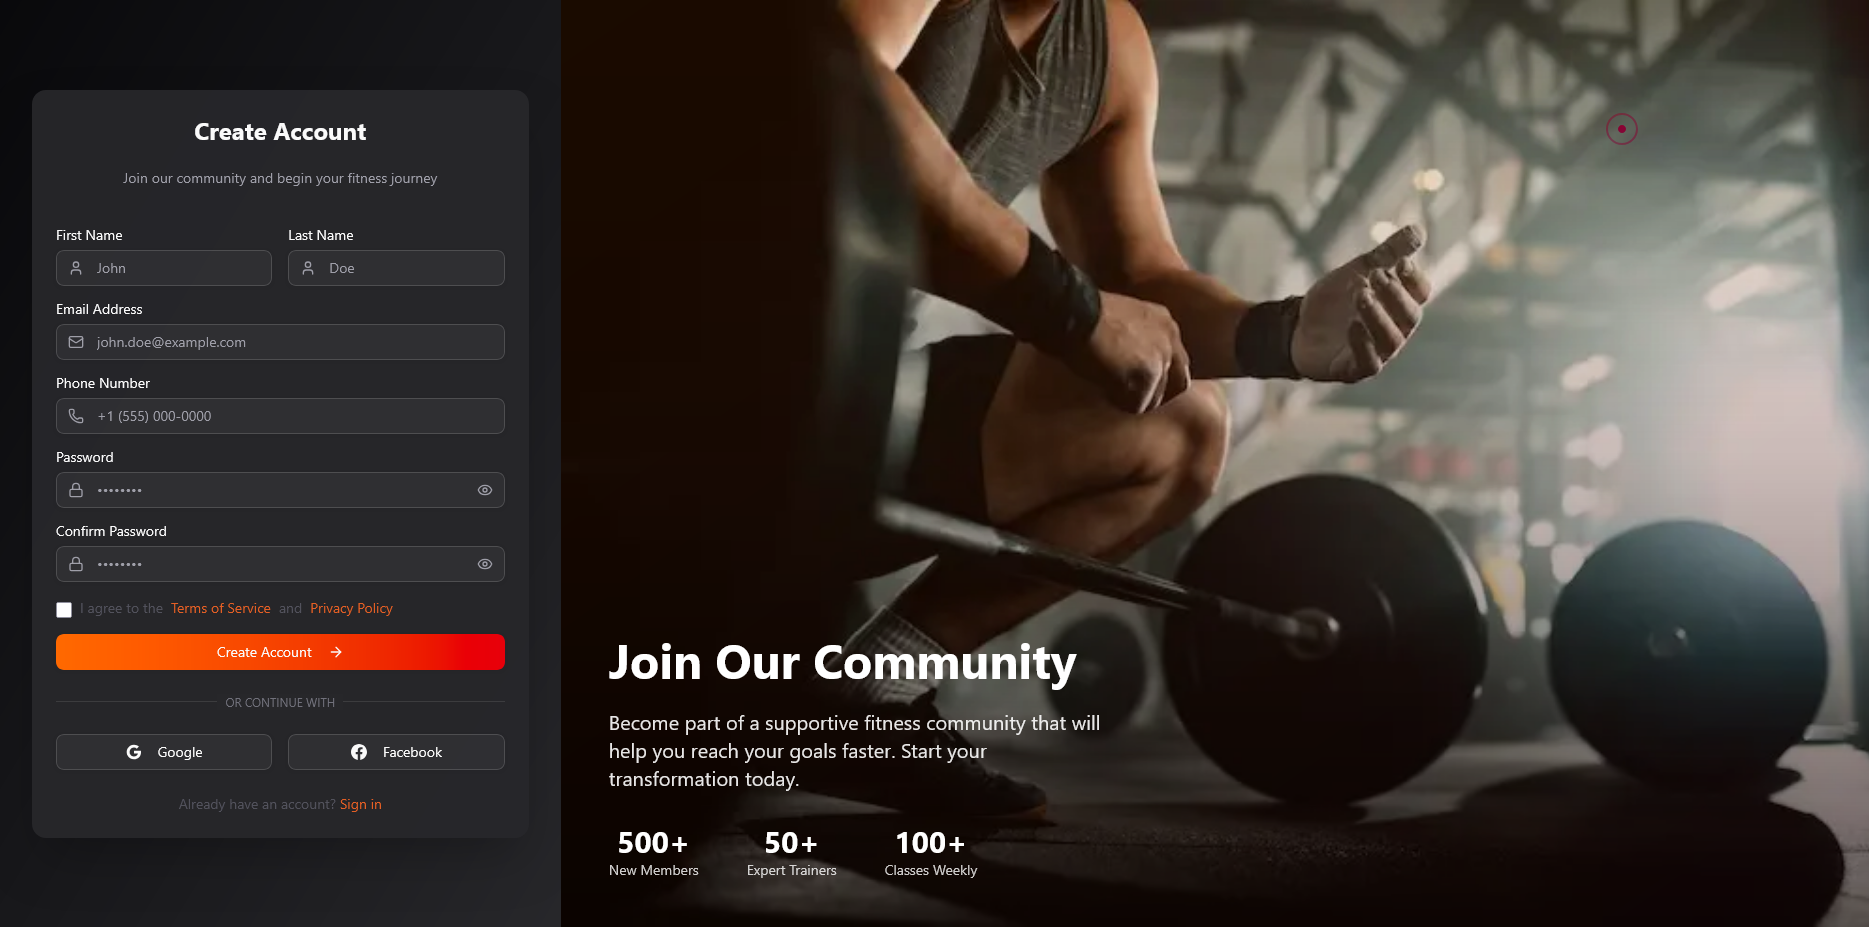 Create Account
Join our community and begin your fitness journey
First Name
Last Name
John
Doe
Email Address
john.doe@example.com
Phone Number
+1 (555) 000-0000
Password
••••••••
Confirm Password
••••••••
I agree to the Terms of Service and Privacy Policy
Create Account →
OR CONTINUE WITH
Google
Facebook
Already have an account? Sign in
Join Our Community
Become part of a supportive fitness community that will
help you reach your goals faster. Start your
transformation today.
500+
New Members
50+
Expert Trainers
100+
Classes Weekly